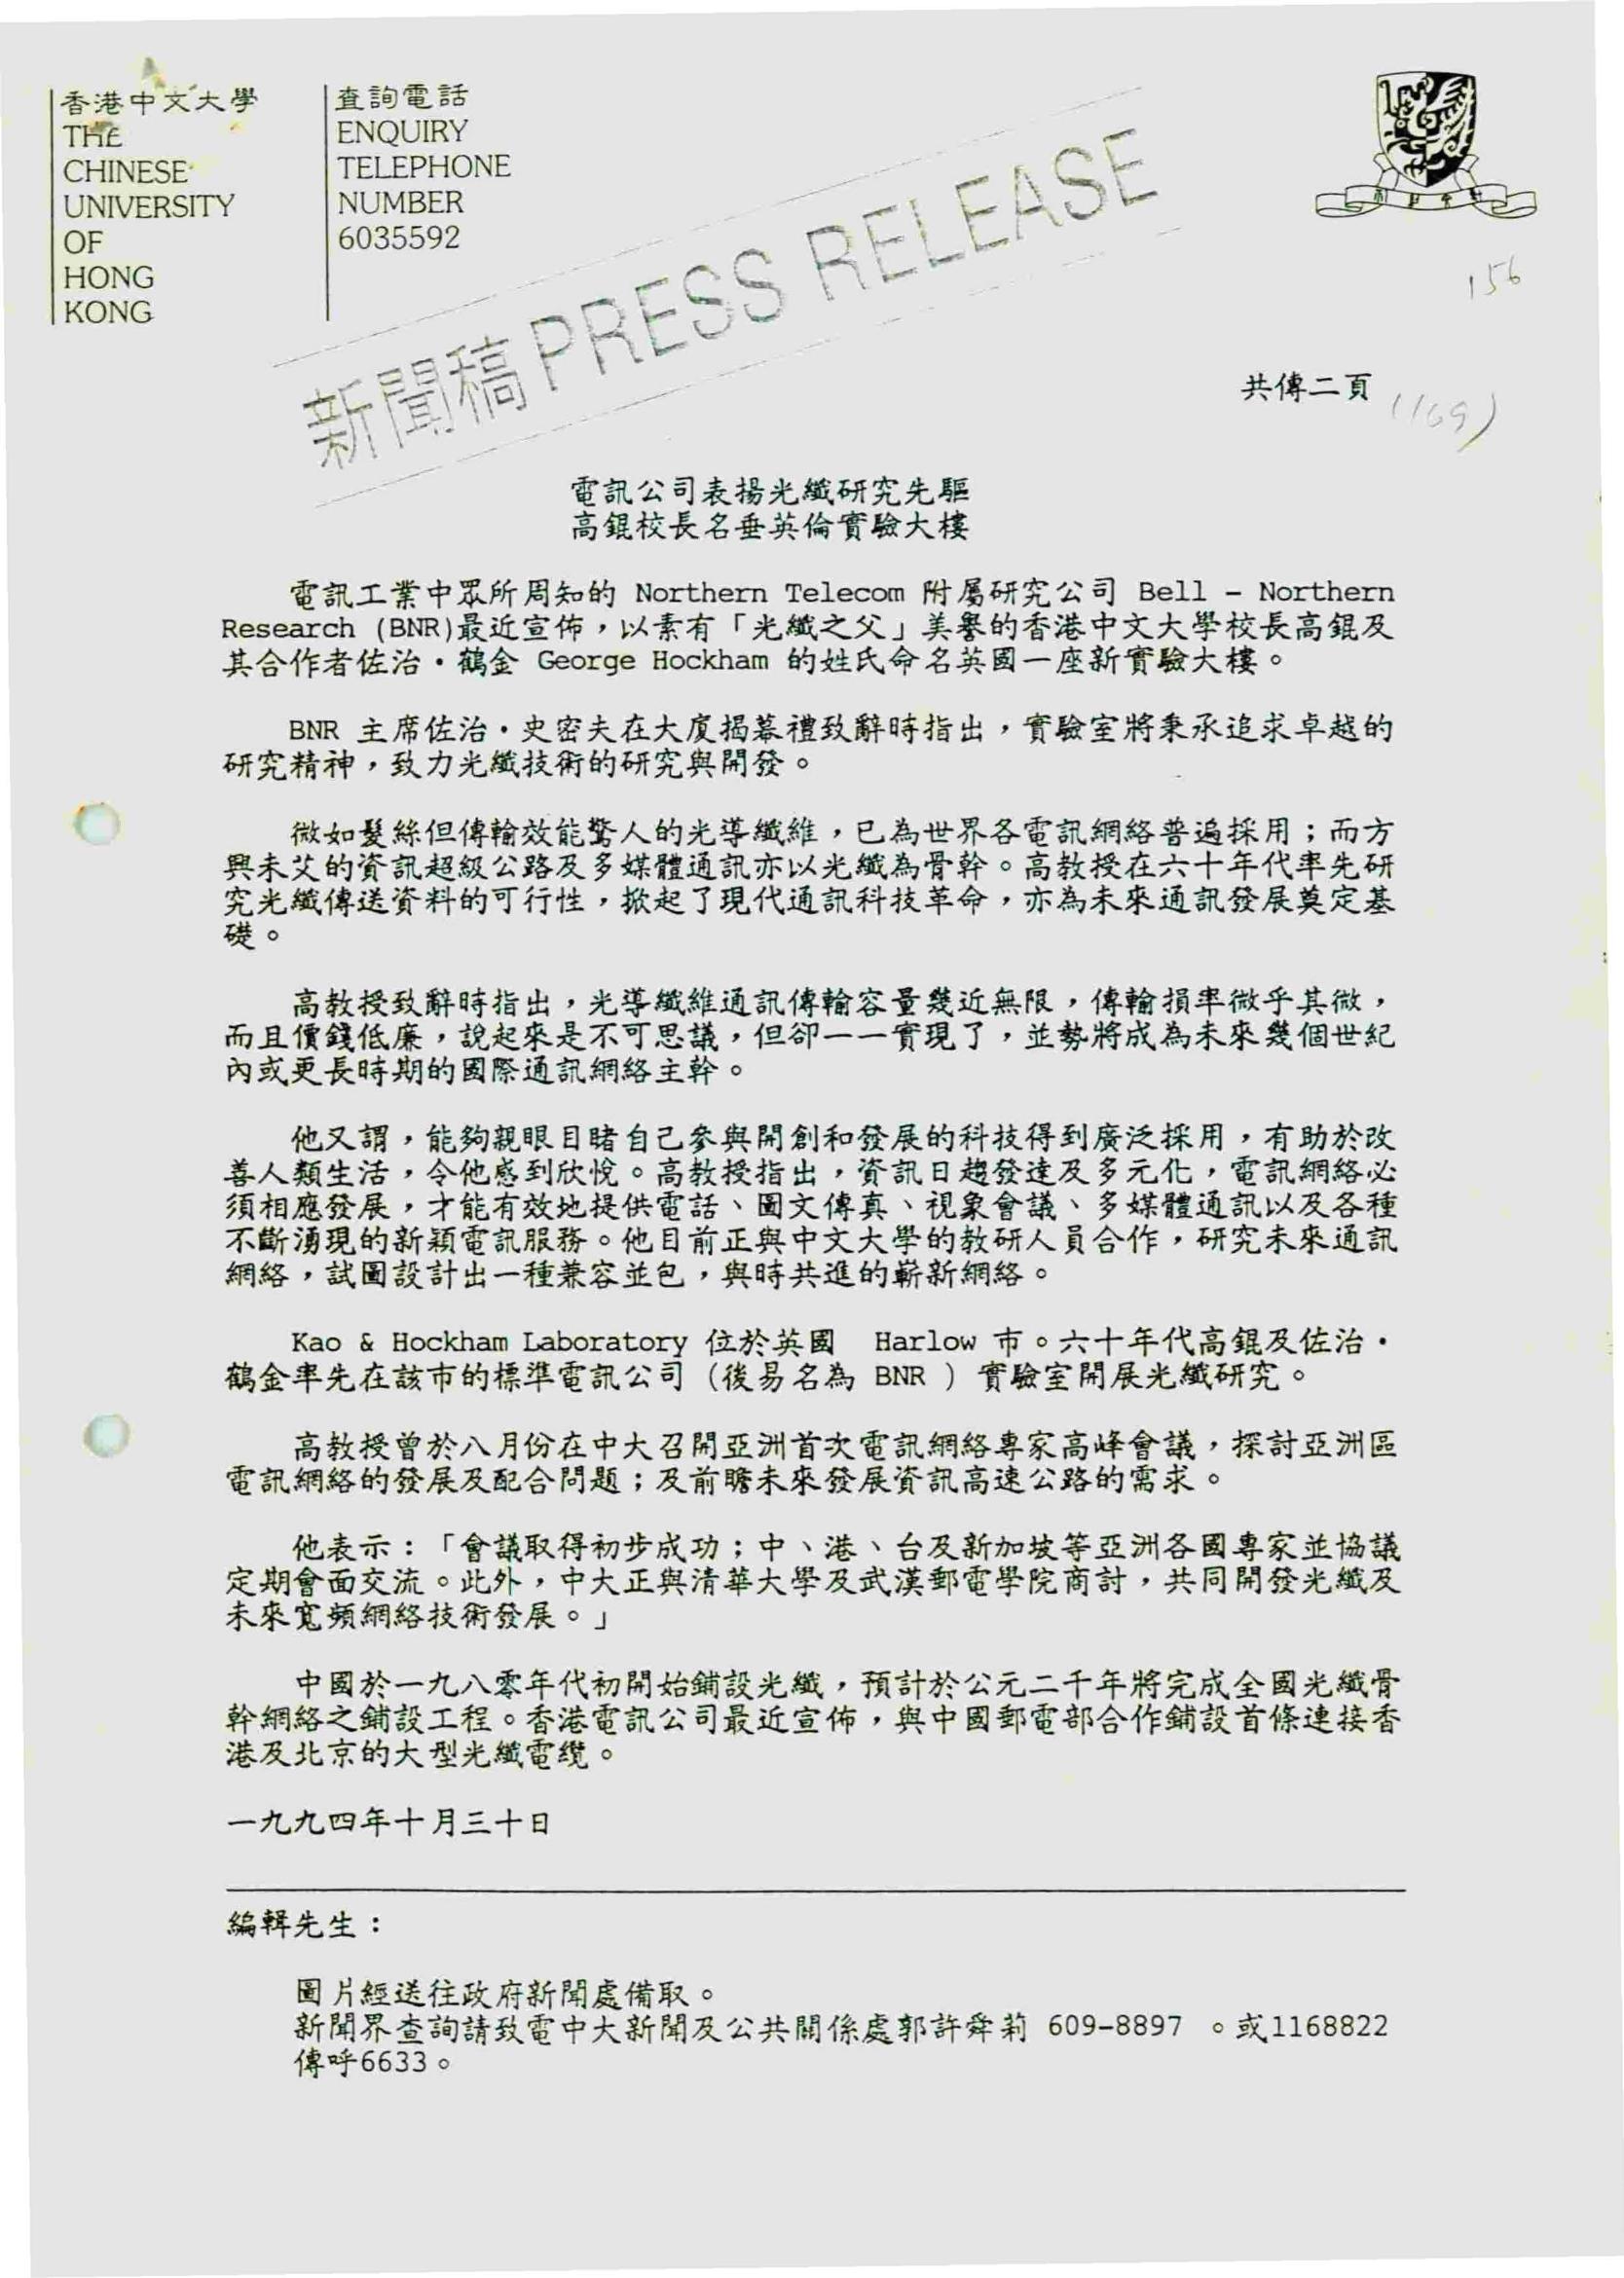 香港中文大學
THE
CHINESE
UNIVERSITY
OF
HONG
KONG
查詢電話
ENQUIRY
TELEPHONE
NUMBER
6035592
新聞稿 PRESS RELEASE
156
共傳二頁
(169)
電訊公司表揚光纖研究先驅
高錕校長名垂英倫實驗大樓
電訊工業中眾所周知的 Northern Telecom 附屬研究公司 Bell - Northern
Research (BNR)最近宣佈，以素有「光纖之父」美譽的香港中文大學校長高錕及
其合作者佐治・鶴金 George Hockham 的姓氏命名英國一座新實驗大樓。
BNR 主席佐治・史密夫在大廈揭幕禮致辭時指出，實驗室將秉承追求卓越的
研究精神，致力光纖技術的研究與開發。
微如髮絲但傳輸效能驚人的光導纖維，已為世界各電訊網絡普遍採用；而方
興未艾的資訊超級公路及多媒體通訊亦以光纖為骨幹。高教授在六十年代率先研
究光纖傳送資料的可行性，掀起了現代通訊科技革命，亦為未來通訊發展奠定基
礎。
高教授致辭時指出，光導纖維通訊傳輸容量幾近無限，傳輸損率微乎其微，
而且價錢低廉，說起來是不可思議，但卻一一實現了，並勢將成為未來幾個世紀
內或更長時期的國際通訊網絡主幹。
他又謂，能夠親眼目睹自己參與開創和發展的科技得到廣泛採用，有助於改
善人類生活，令他感到欣悅。高教授指出，資訊日趨發達及多元化，電訊網絡必
須相應發展，才能有效地提供電話、圖文傳真、視象會議、多媒體通訊以及各種
不斷湧現的新穎電訊服務。他目前正與中文大學的教研人員合作，研究未來通訊
網絡，試圖設計出一種兼容並包，與時共進的嶄新網絡。
Kao & Hockham Laboratory 位於英國 Harlow 市。六十年代高錕及佐治・
鶴金率先在該市的標準電訊公司（後易名為 BNR ）實驗室開展光纖研究。
高教授曾於八月份在中大召開亞洲首次電訊網絡專家高峰會議，探討亞洲區
電訊網絡的發展及配合問題；及前瞻未來發展資訊高速公路的需求。
他表示：「會議取得初步成功；中、港、台及新加坡等亞洲各國專家並協議
定期會面交流。此外，中大正與清華大學及武漢郵電學院商討，共同開發光纖及
未來寬頻網絡技術發展。」
中國於一九八零年代初開始鋪設光纖，預計於公元二千年將完成全國光纖骨
幹網絡之鋪設工程。香港電訊公司最近宣佈，與中國郵電部合作鋪設首條連接香
港及北京的大型光纖電纜。
一九九四年十月三十日
編輯先生：
圖片經送往政府新聞處備取。
新聞界查詢請致電中大新聞及公共關係處郭許舜莉 609-8897 。或1168822
傳呼6633。